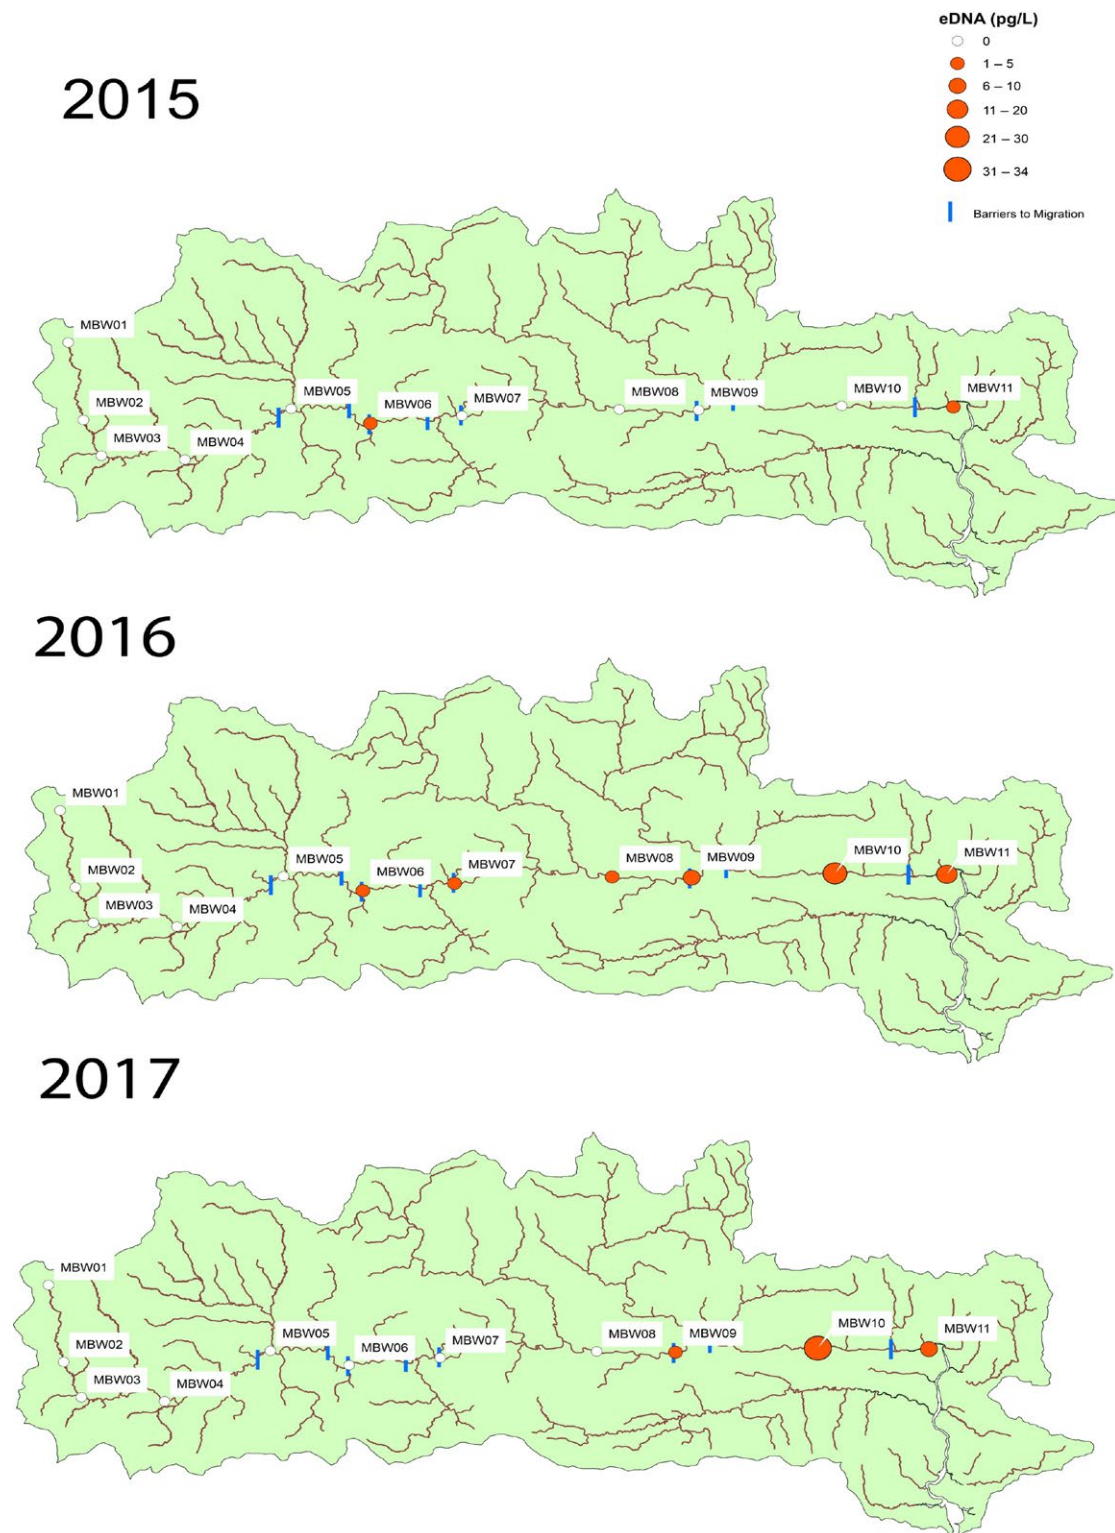 eDNA (pg/L)
0
1 – 5
6 – 10
11 – 20
21 – 30
31 – 34
Barriers to Migration
2015
MBW01
MBW02
MBW03
MBW04
MBW05
MBW06
MBW07
MBW08
MBW09
MBW10
MBW11
2016
MBW01
MBW02
MBW03
MBW04
MBW05
MBW06
MBW07
MBW08
MBW09
MBW10
MBW11
2017
MBW01
MBW02
MBW03
MBW04
MBW05
MBW06
MBW07
MBW08
MBW09
MBW10
MBW11